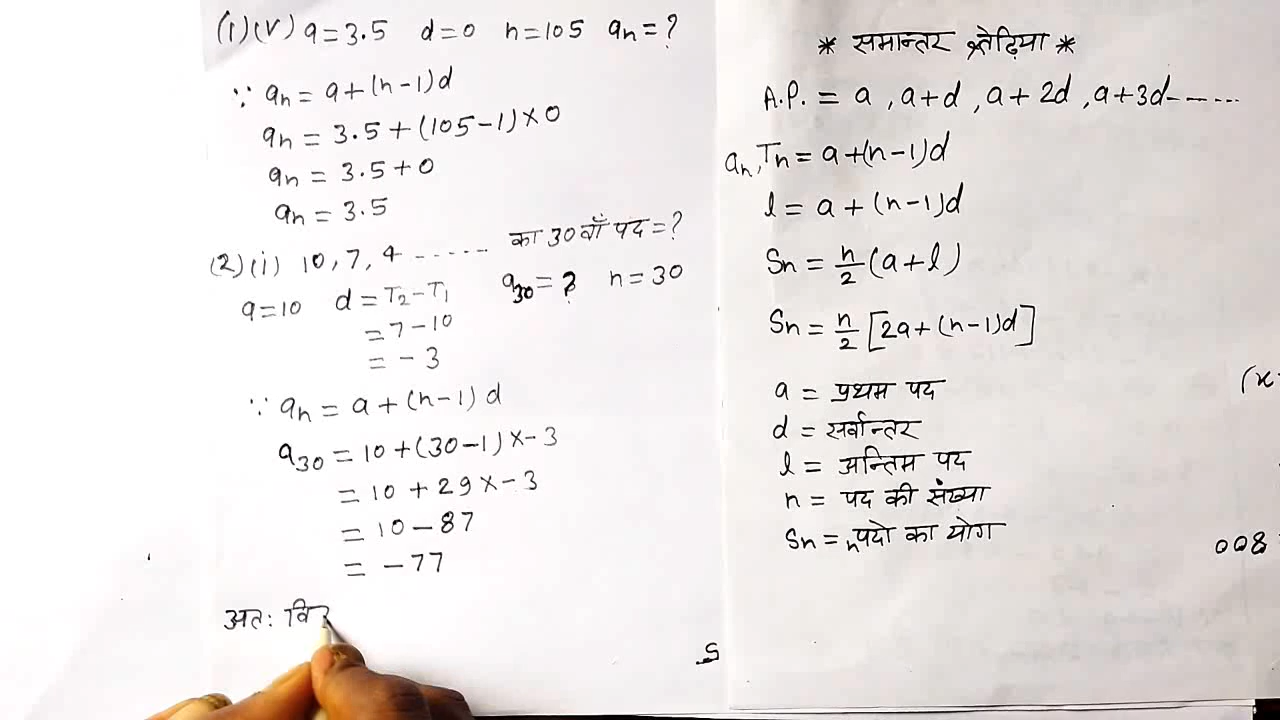 (1)(v) a=3.5 d=0 n=105 an=?
∵ an = a+(n-1)d
an = 3.5+(105-1)×0
an = 3.5+0
an = 3.5
(2)(i) 10,7,4 ------ का 30वाँ पद=?
a=10 d=T2-T1 a30=? n=30
=7-10
= -3
∵ an = a+(n-1)d
a30 = 10+(30-1)×-3
= 10+29×-3
= 10-87
= -77
अत: वि
* समान्तर श्रेढ़िया *
A.P. = a, a+d, a+2d, a+3d------
an,Tn = a+(n-1)d
l = a+(n-1)d
Sn = n/2(a+l)
Sn = n/2[2a+(n-1)d]
a = प्रथम पद
d = सर्वान्तर
l = अन्तिम पद
n = पद की संख्या
Sn = n पदो का योग
(x
008
5